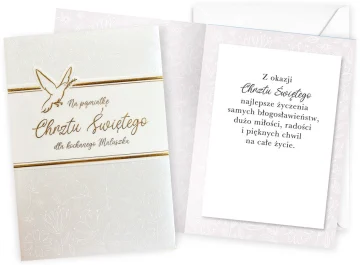 Na pamiątkę
Chrztu Świętego
dla kochanego Maluszka
Z okazji
Chrztu Świętego
najlepsze życzenia
samych błogosławieństw,
dużo miłości, radości
i pięknych chwil
na całe życie.